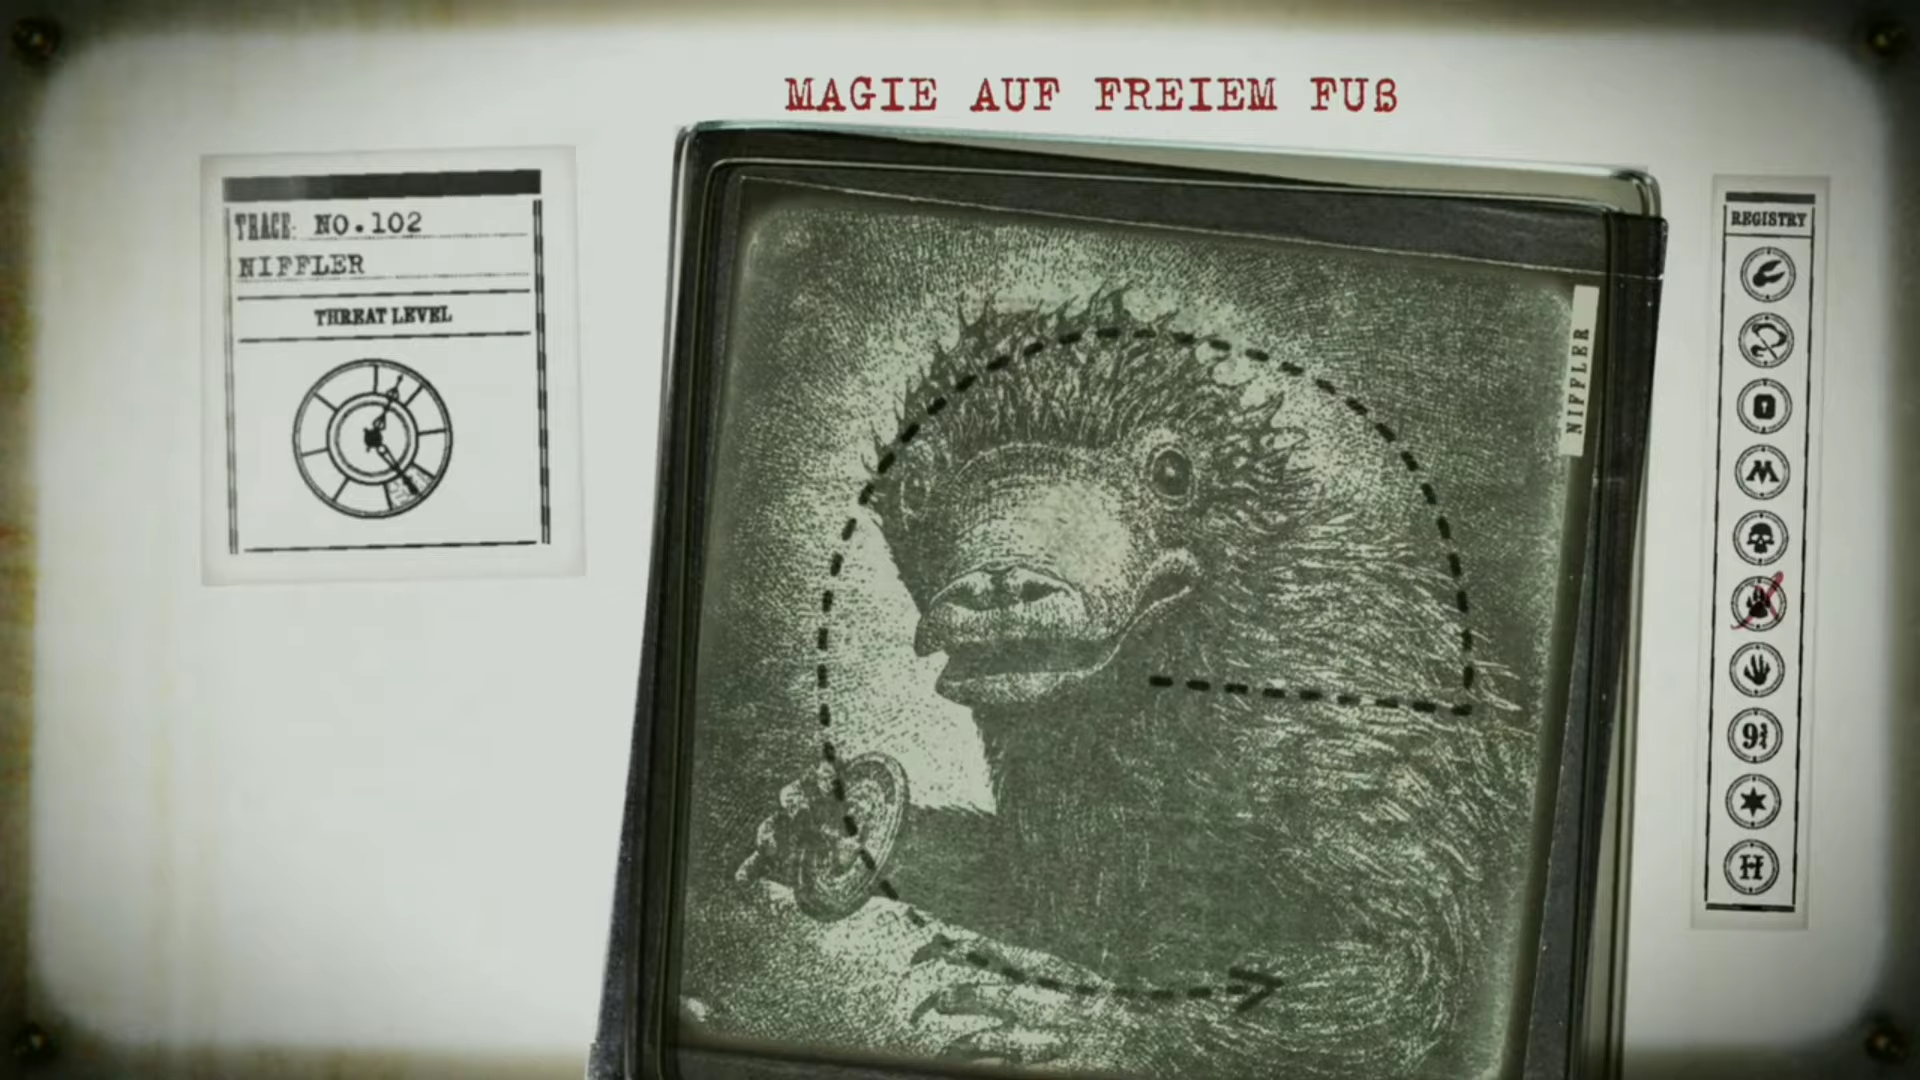 MAGIE AUF FREIEM FUß
TRACE: NO.102
NIFFLER
THREAT LEVEL
NIFFLER
REGISTRY
M
9¾
H